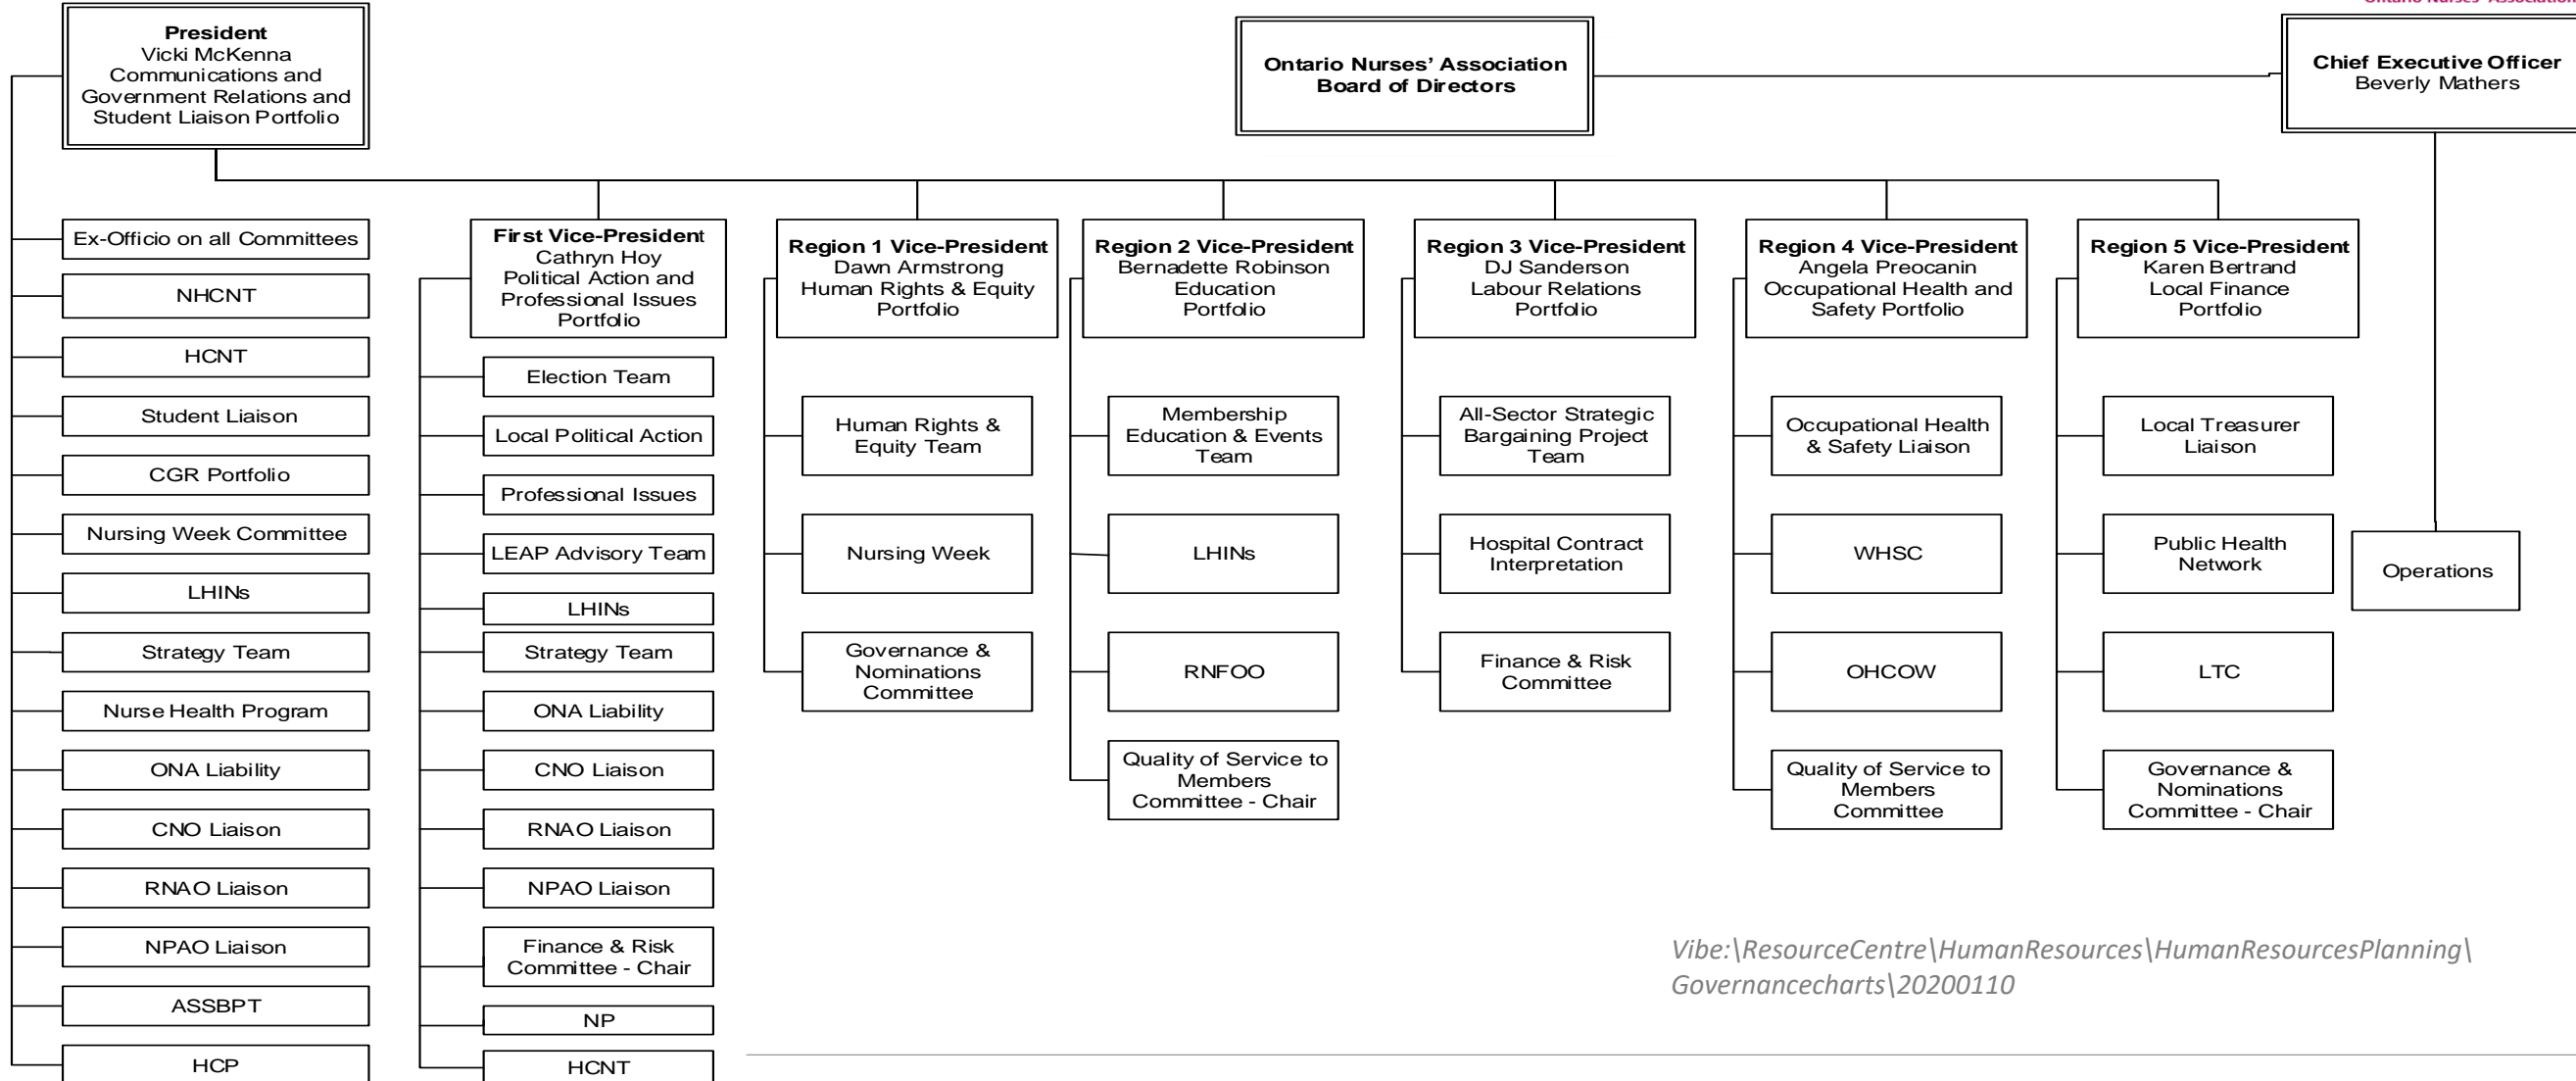 Ontario Nurses' Association
President
Vicki McKenna
Communications and
Government Relations and
Student Liaison Portfolio
Ontario Nurses' Association
Board of Directors
Chief Executive Officer
Beverly Mathers
Ex-Officio on all Committees
NHCNT
HCNT
Student Liaison
CGR Portfolio
Nursing Week Committee
LHINs
Strategy Team
Nurse Health Program
ONA Liability
CNO Liaison
RNAO Liaison
NPAO Liaison
ASSBPT
HCP
First Vice-President
Cathryn Hoy
Political Action and
Professional Issues
Portfolio
Election Team
Local Political Action
Professional Issues
LEAP Advisory Team
LHINs
Strategy Team
ONA Liability
CNO Liaison
RNAO Liaison
NPAO Liaison
Finance & Risk
Committee - Chair
NP
HCNT
Region 1 Vice-President
Dawn Armstrong
Human Rights & Equity
Portfolio
Human Rights &
Equity Team
Nursing Week
Governance &
Nominations
Committee
Region 2 Vice-President
Bernadette Robinson
Education
Portfolio
Membership
Education & Events
Team
LHINs
RNFOO
Quality of Service to
Members
Committee - Chair
Region 3 Vice-President
DJ Sanderson
Labour Relations
Portfolio
All-Sector Strategic
Bargaining Project
Team
Hospital Contract
Interpretation
Finance & Risk
Committee
Region 4 Vice-President
Angela Preocanin
Occupational Health and
Safety Portfolio
Occupational Health
& Safety Liaison
WHSC
OHCOW
Quality of Service to
Members
Committee
Region 5 Vice-President
Karen Bertrand
Local Finance
Portfolio
Local Treasurer
Liaison
Public Health
Network
LTC
Governance &
Nominations
Committee - Chair
Operations
Vibe:\ResourceCentre\HumanResources\HumanResourcesPlanning\
Governancecharts\20200110